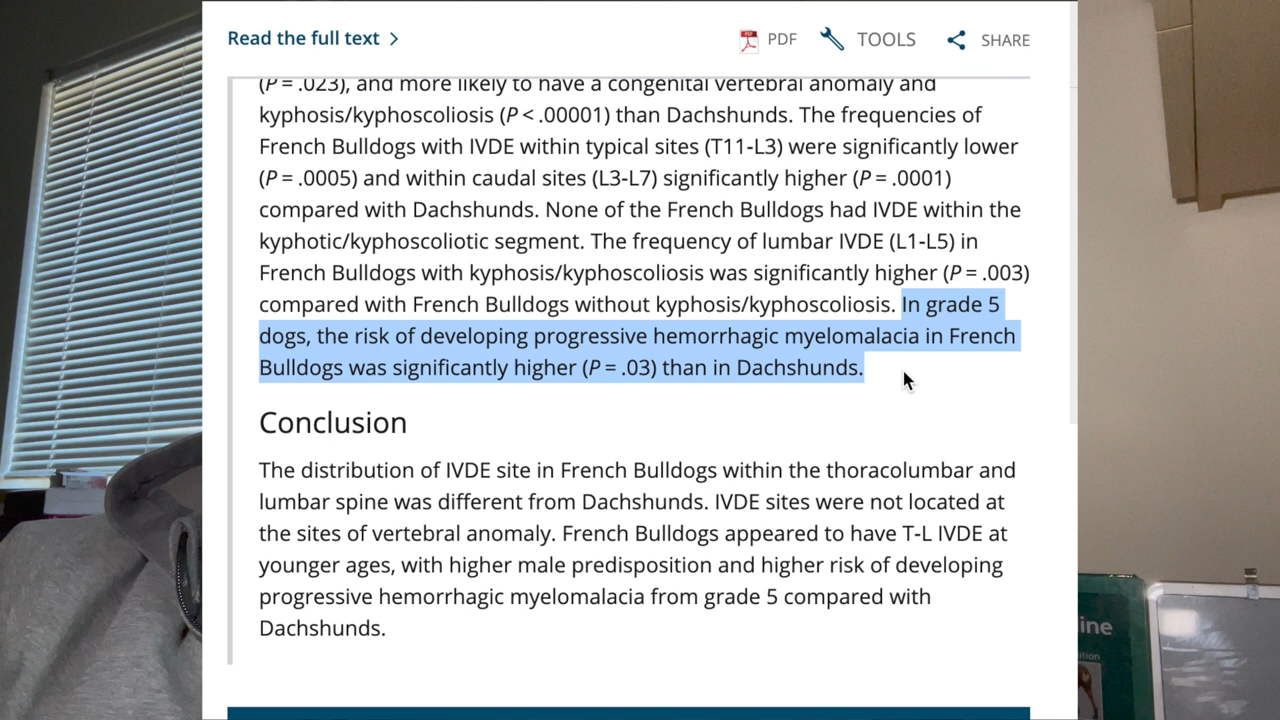 Read the full text
PDF
TOOLS
SHARE
(P = .023), and more likely to have a congenital vertebral anomaly and
kyphosis/kyphoscoliosis (P < .00001) than Dachshunds. The frequencies of
French Bulldogs with IVDE within typical sites (T11-L3) were significantly lower
(P = .0005) and within caudal sites (L3-L7) significantly higher (P = .0001)
compared with Dachshunds. None of the French Bulldogs had IVDE within the
kyphotic/kyphoscoliotic segment. The frequency of lumbar IVDE (L1-L5) in
French Bulldogs with kyphosis/kyphoscoliosis was significantly higher (P = .003)
compared with French Bulldogs without kyphosis/kyphoscoliosis. In grade 5
dogs, the risk of developing progressive hemorrhagic myelomalacia in French
Bulldogs was significantly higher (P = .03) than in Dachshunds.
Conclusion
The distribution of IVDE site in French Bulldogs within the thoracolumbar and
lumbar spine was different from Dachshunds. IVDE sites were not located at
the sites of vertebral anomaly. French Bulldogs appeared to have T-L IVDE at
younger ages, with higher male predisposition and higher risk of developing
progressive hemorrhagic myelomalacia from grade 5 compared with
Dachshunds.